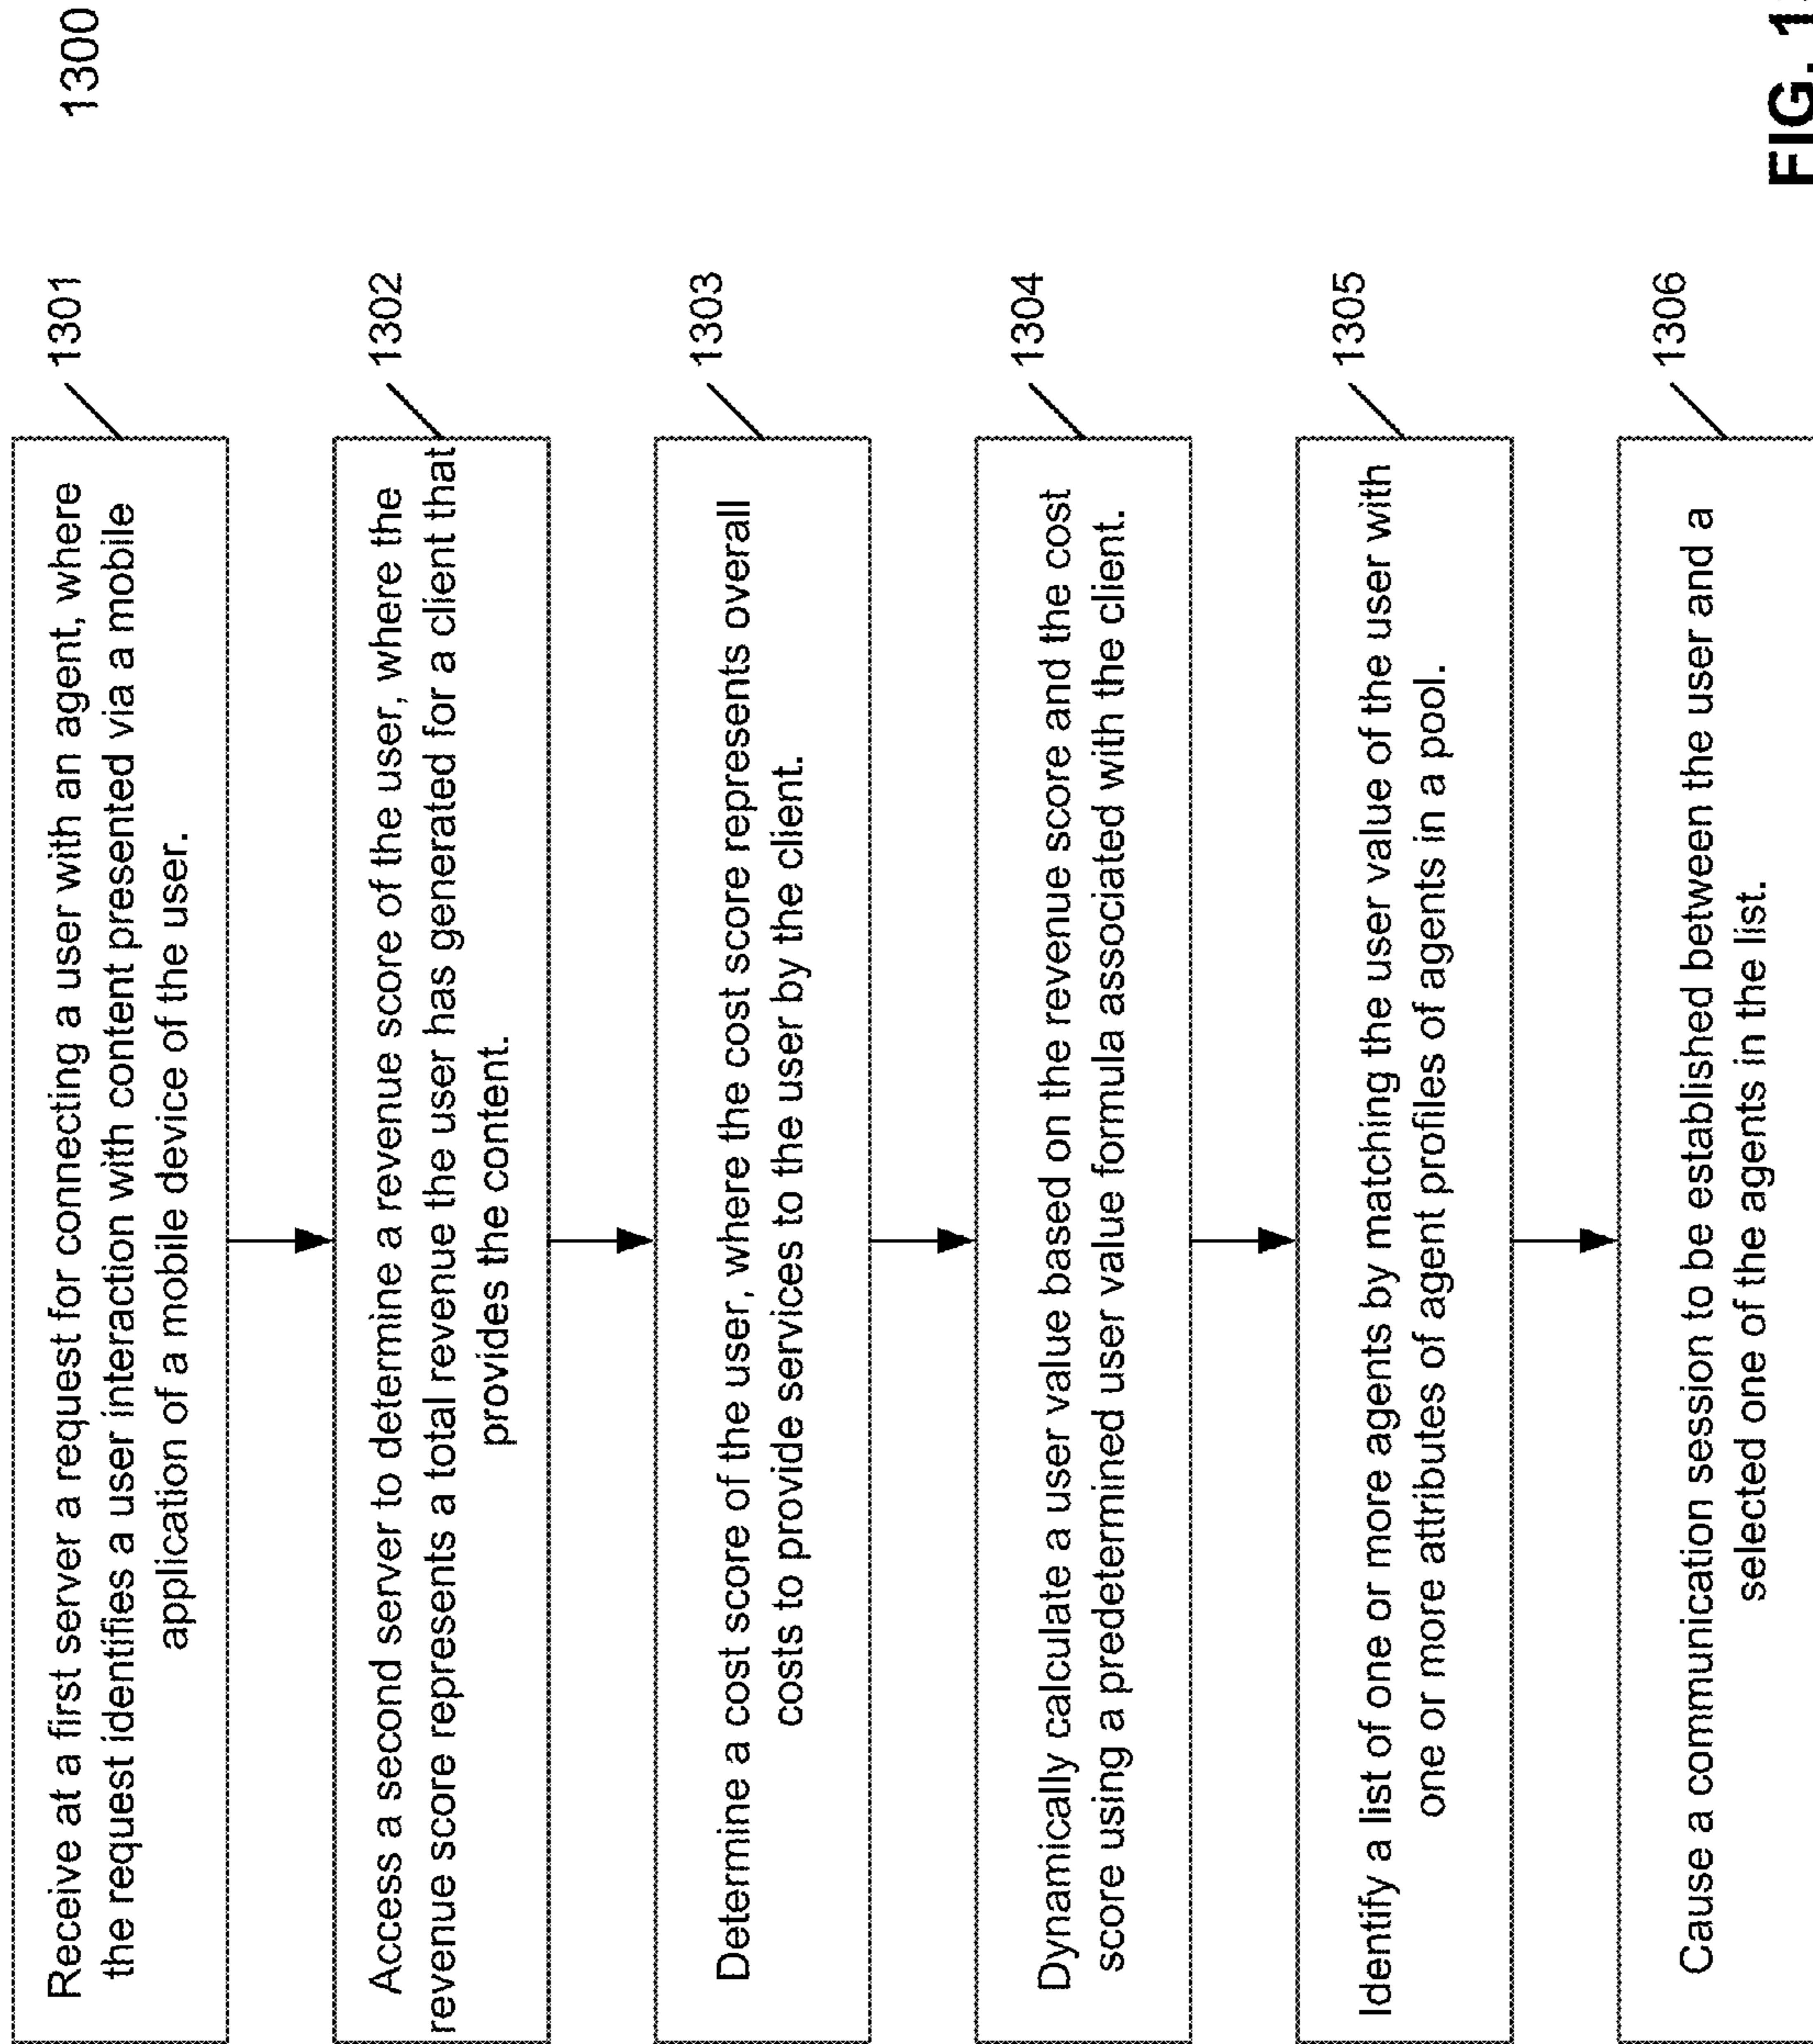 1300
Receive at a first server a request for connecting a user with an agent, where
the request identifies a user interaction with content presented via a mobile
application of a mobile device of the user.
1301
Access a second server to determine a revenue score of the user, where the
revenue score represents a total revenue the user has generated for a client that
provides the content.
1302
Determine a cost score of the user, where the cost score represents overall
costs to provide services to the user by the client.
1303
Dynamically calculate a user value based on the revenue score and the cost
score using a predetermined user value formula associated with the client.
1304
Identify a list of one or more agents by matching the user value of the user with
one or more attributes of agent profiles of agents in a pool.
1305
Cause a communication session to be established between the user and a
selected one of the agents in the list.
1306
FIG.